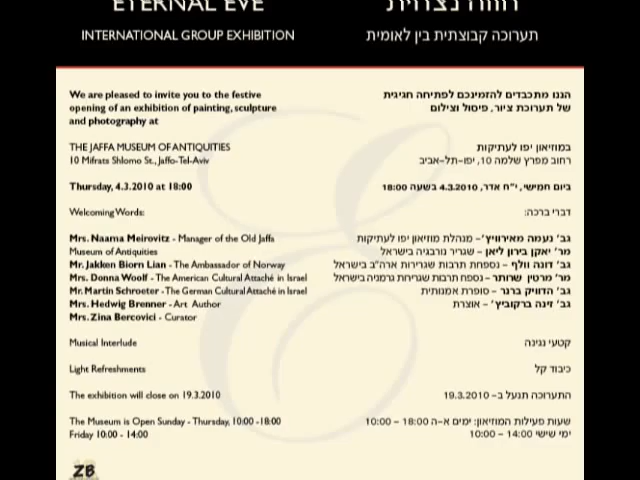 ETERNAL EVE
חווה נצחית
INTERNATIONAL GROUP EXHIBITION
תערוכה קבוצתית בין לאומית
We are pleased to invite you to the festive
opening of an exhibition of painting, sculpture
and photography at
THE JAFFA MUSEUM OF ANTIQUITIES
10 Mifrats Shlomo St., Jaffo-Tel-Aviv
Thursday, 4.3.2010 at 18:00
Welcoming Words:
Mrs. Naama Meirovitz - Manager of the Old Jaffa
Museum of Antiquities
Mr. Jakken Biorn Lian - The Ambassador of Norway
Mrs. Donna Woolf - The American Cultural Attaché in Israel
Mr. Martin Schroeter - The German Cultural Attaché in Israel
Mrs. Hedwig Brenner - Art Author
Mrs. Zina Bercovici - Curator
Musical Interlude
Light Refreshments
The exhibition will close on 19.3.2010
The Museum is Open Sunday - Thursday, 10:00 -18:00
Friday 10:00 - 14:00
הננו מתכבדים להזמינכם לפתיחה חגיגית
של תערוכת ציור, פיסול וצילום
במוזיאון יפו לעתיקות
רחוב מפרץ שלמה 10, יפו-תל-אביב
ביום חמישי, י״ח אדר, 4.3.2010 בשעה 18:00
דברי ברכה:
גב׳ נעמה מאירוויץ׳- מנהלת מוזיאון יפו לעתיקות
מר׳ יאקן בירון ליאן - שגריר נורבגיה בישראל
גב׳ דונה וולף - נספחת תרבות שגרירות ארה״ב בישראל
מר׳ מרטין שרוטר - נספח תרבות שגרירות גרמניה בישראל
גב׳ הדוויק ברנר - סופרת אמנותית
גב׳ זינה ברקוביץ׳ - אוצרת
קטעי נגינה
כיבוד קל
התערוכה תנעל ב- 19.3.2010
שעות פעילות המוזיאון: ימים א-ה 18:00 - 10:00
ימי שישי 14:00 - 10:00
ZB